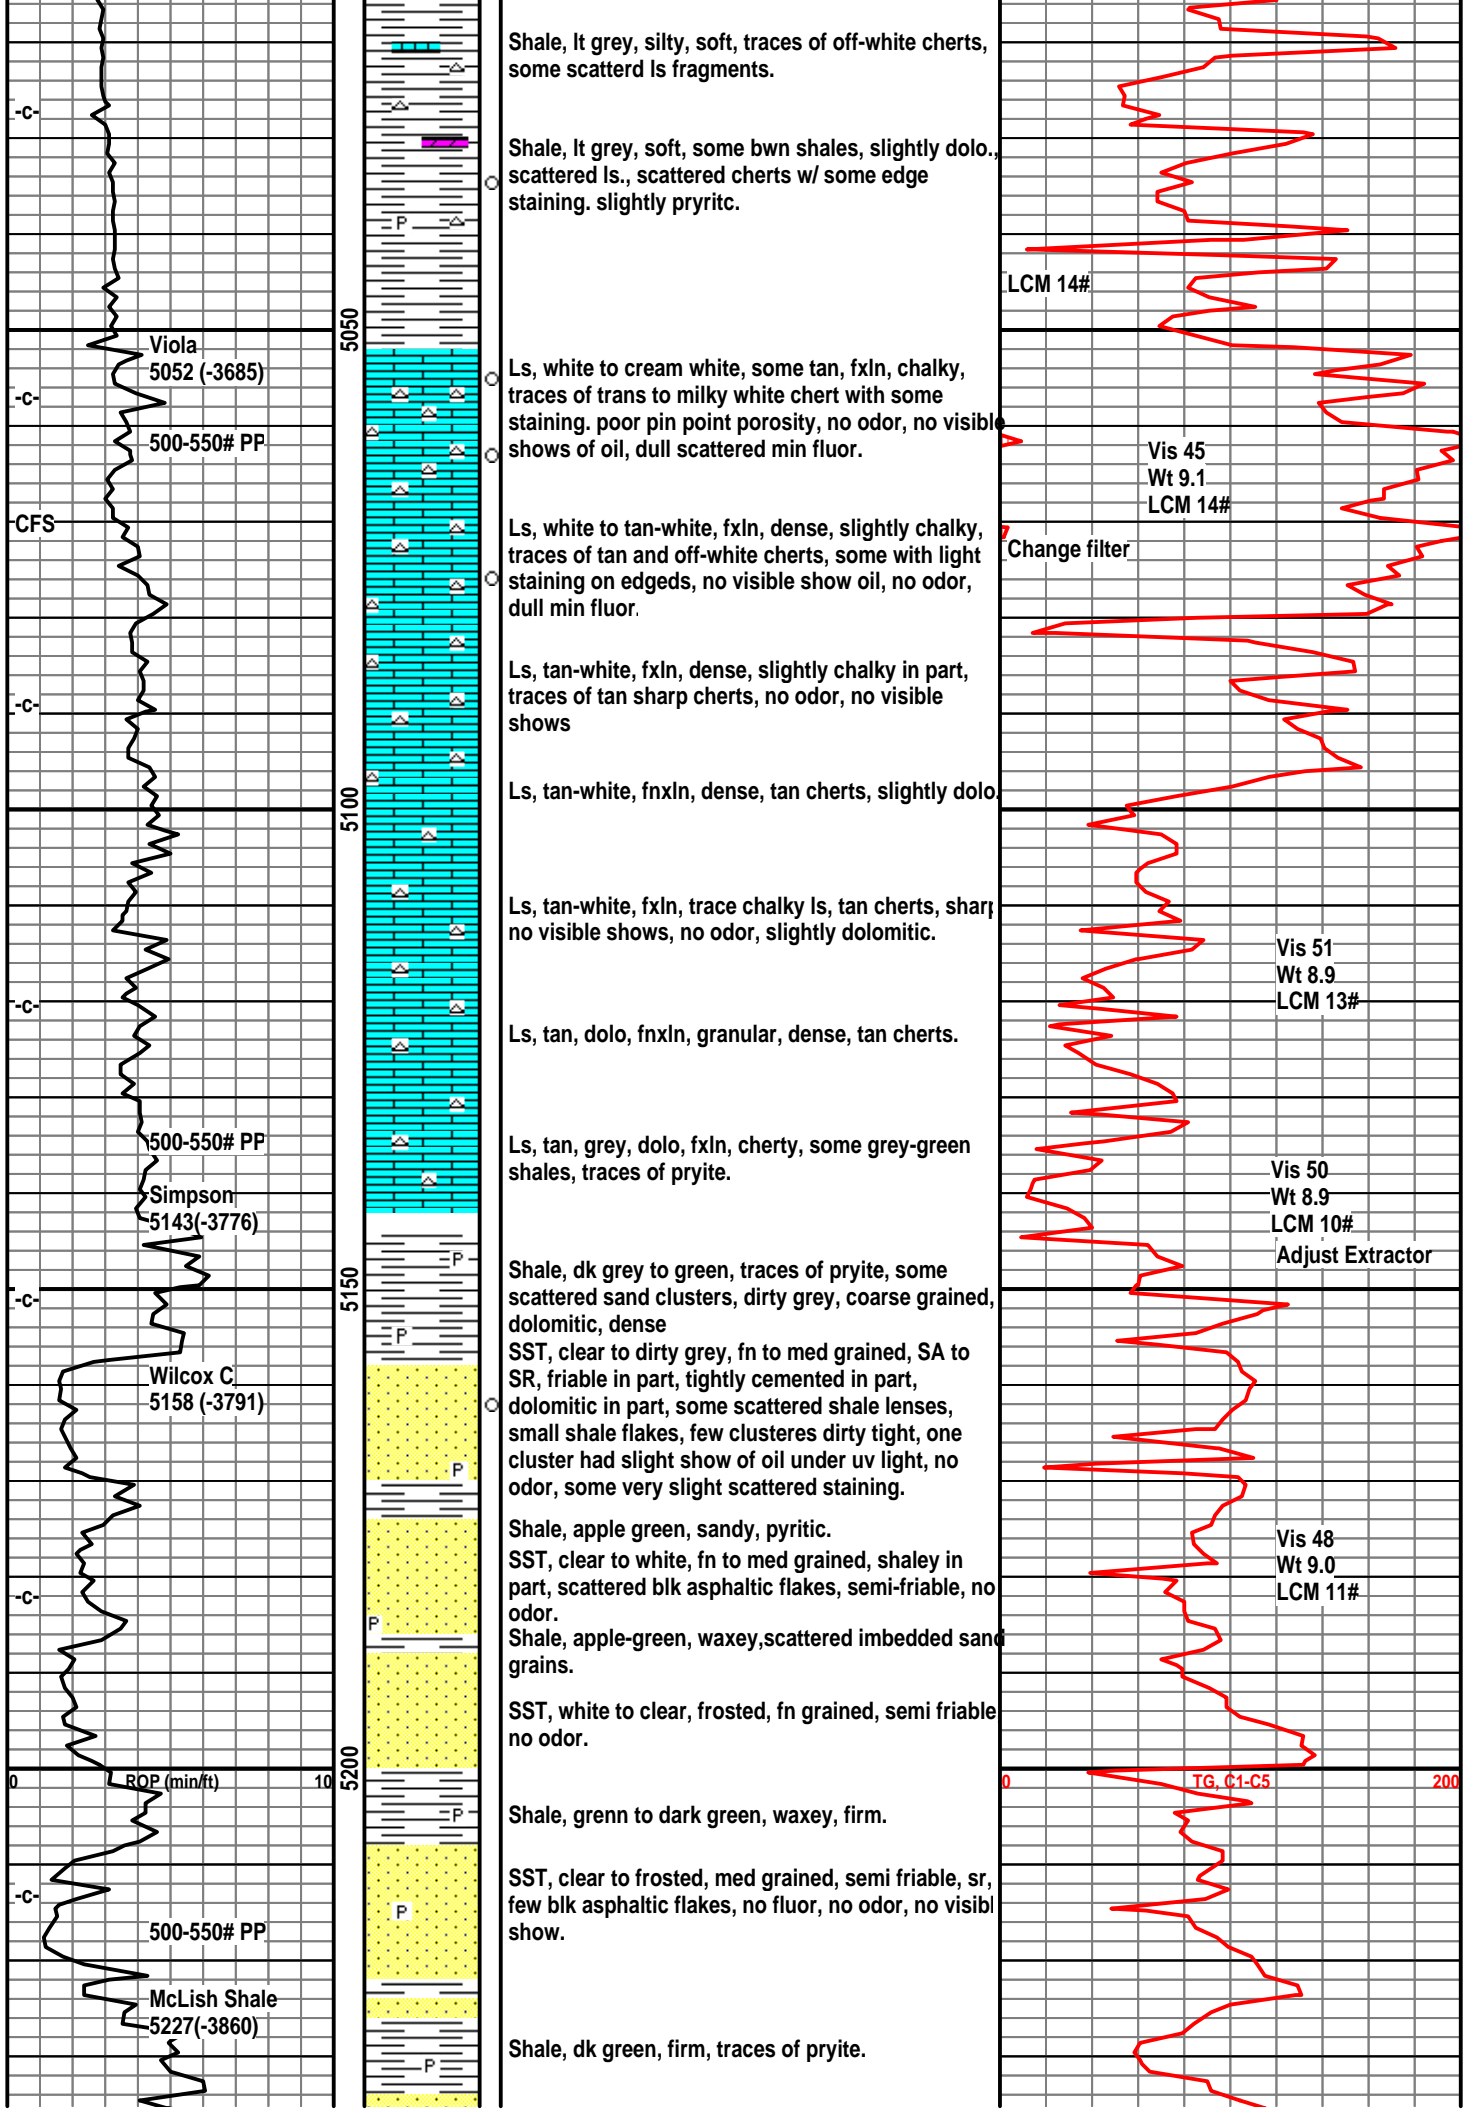 Shale, lt grey, silty, soft, traces of off-white cherts,
some scatterd ls fragments.
-c-
Shale, lt grey, soft, some bwn shales, slightly dolo.,
scattered ls., scattered cherts w/ some edge
staining. slightly pryritc.
P
LCM 14#
5050
Viola
5052 (-3685)
-c-
500-550# PP
Ls, white to cream white, some tan, fxln, chalky,
traces of trans to milky white chert with some
staining. poor pin point porosity, no odor, no visible
shows of oil, dull scattered min fluor.
Vis 45
Wt 9.1
LCM 14#
CFS
Ls, white to tan-white, fxln, dense, slightly chalky,
traces of tan and off-white cherts, some with light
staining on edgeds, no visible show oil, no odor,
dull min fluor.
Change filter
Ls, tan-white, fxln, dense, slightly chalky in part,
traces of tan sharp cherts, no odor, no visible
shows
-c-
Ls, tan-white, fnxln, dense, tan cherts, slightly dolo.
5100
Ls, tan-white, fxln, trace chalky ls, tan cherts, sharp
no visible shows, no odor, slightly dolomitic.
Vis 51
Wt 8.9
LCM 13#
-c-
Ls, tan, dolo, fnxln, granular, dense, tan cherts.
500-550# PP
Ls, tan, grey, dolo, fxln, cherty, some grey-green
shales, traces of pryite.
Simpson
5143(-3776)
Vis 50
Wt 8.9
LCM 10#
Adjust Extractor
P
5150
-c-
Shale, dk grey to green, traces of pryite, some
scattered sand clusters, dirty grey, coarse grained,
dolomitic, dense
P
Wilcox C
5158 (-3791)
SST, clear to dirty grey, fn to med grained, SA to
SR, friable in part, tightly cemented in part,
dolomitic in part, some scattered shale lenses,
small shale flakes, few clusteres dirty tight, one
cluster had slight show of oil under uv light, no
odor, some very slight scattered staining.
P
Shale, apple green, sandy, pyritic.
SST, clear to white, fn to med grained, shaley in
part, scattered blk asphaltic flakes, semi-friable, no
odor.
Vis 48
Wt 9.0
LCM 11#
-c-
P
Shale, apple-green, waxey,scattered imbedded sand
grains.
SST, white to clear, frosted, fn grained, semi friable
no odor.
0 ROP (min/ft) 10
5200
0 TG, C1-C5 200
Shale, grenn to dark green, waxey, firm.
P
SST, clear to frosted, med grained, semi friable, sr,
few blk asphaltic flakes, no fluor, no odor, no visibl
show.
-c-
P
500-550# PP
McLish Shale
5227(-3860)
Shale, dk green, firm, traces of pryite.
P